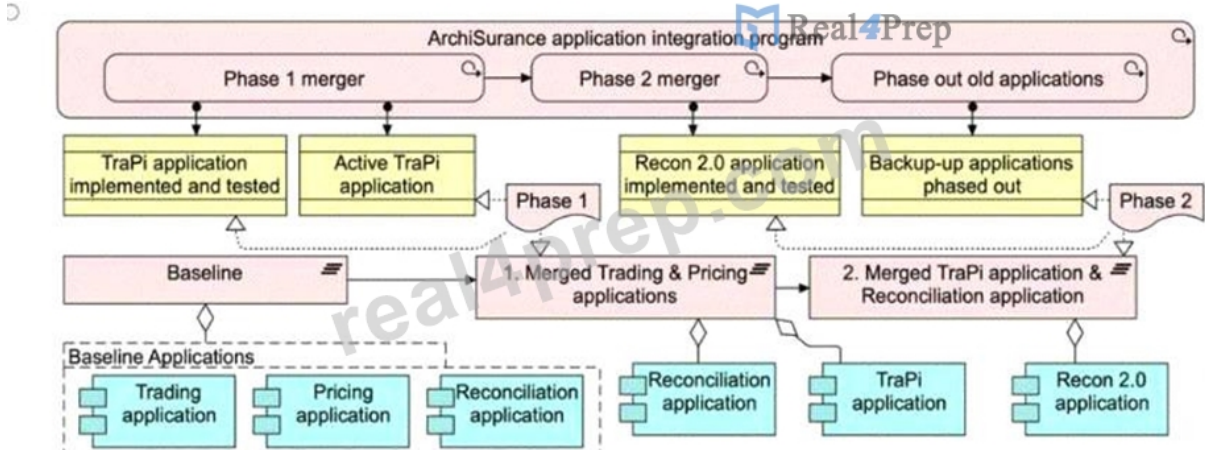 Real4Prep
ArchiSurance application integration program
Phase 1 merger
Phase 2 merger
Phase out old applications
TraPi application
implemented and tested
Active TraPi
application
Recon 2.0 application
implemented and tested
Backup-up applications
phased out
Phase 1
Phase 2
real4prep.com
Baseline
1. Merged Trading & Pricing
applications
2. Merged TraPi application &
Reconciliation application
Baseline Applications
Trading
application
Pricing
application
Reconciliation
application
Reconciliation
application
TraPi
application
Recon 2.0
application